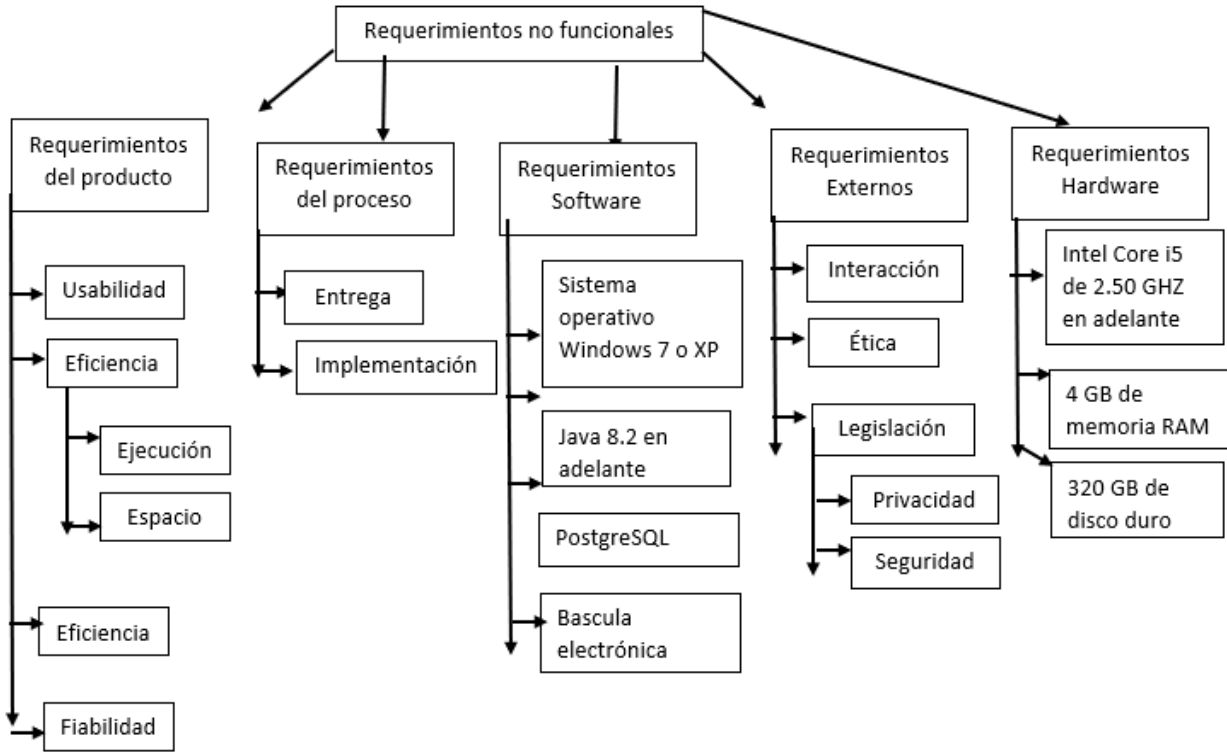 Requerimientos no funcionales
Requerimientos
del producto
Usabilidad
Eficiencia
Ejecución
Espacio
Eficiencia
Fiabilidad
Requerimientos
del proceso
Entrega
Implementación
Requerimientos
Software
Sistema
operativo
Windows 7 o XP
Java 8.2 en
adelante
PostgreSQL
Bascula
electrónica
Requerimientos
Externos
Interacción
Ética
Legislación
Privacidad
Seguridad
Requerimientos
Hardware
Intel Core i5
de 2.50 GHZ
en adelante
4 GB de
memoria RAM
320 GB de
disco duro